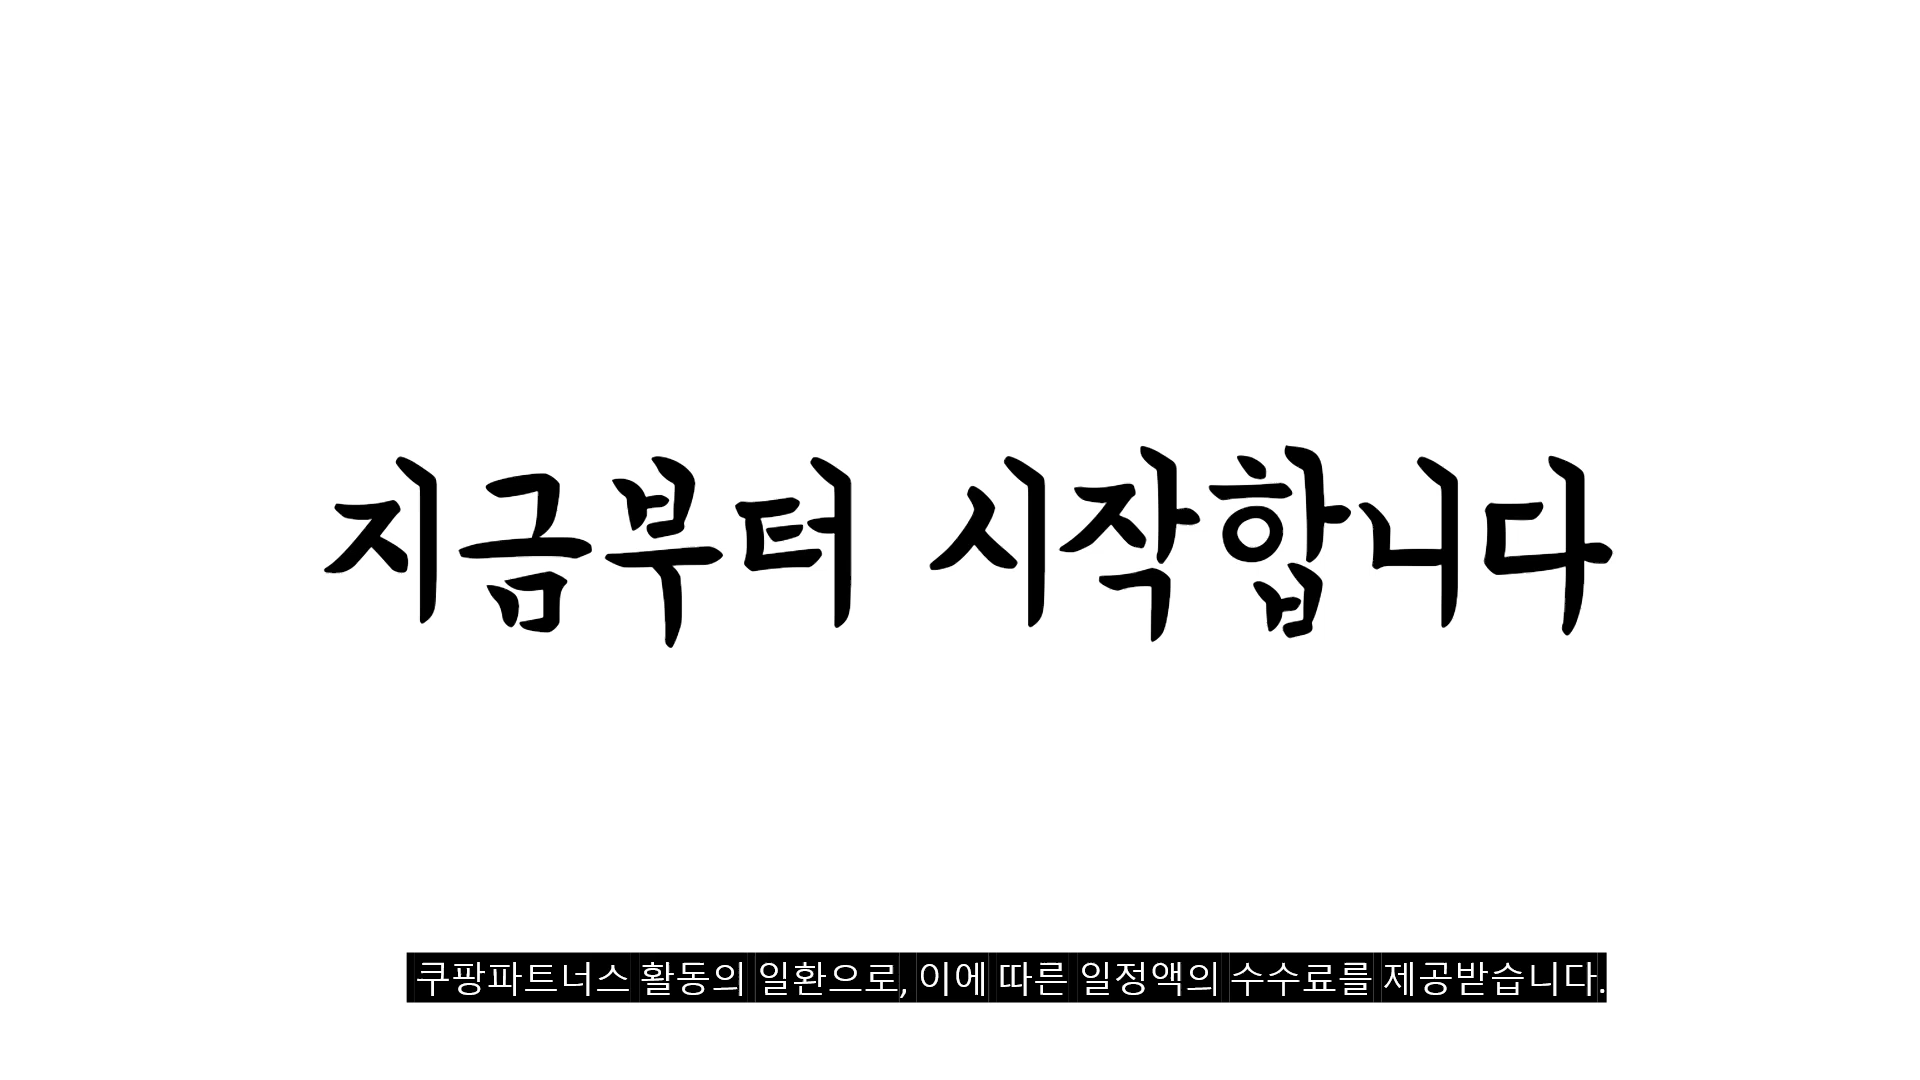 지금부터 시작합니다
쿠팡파트너스 활동의 일환으로, 이에 따른 일정액의 수수료를 제공받습니다.